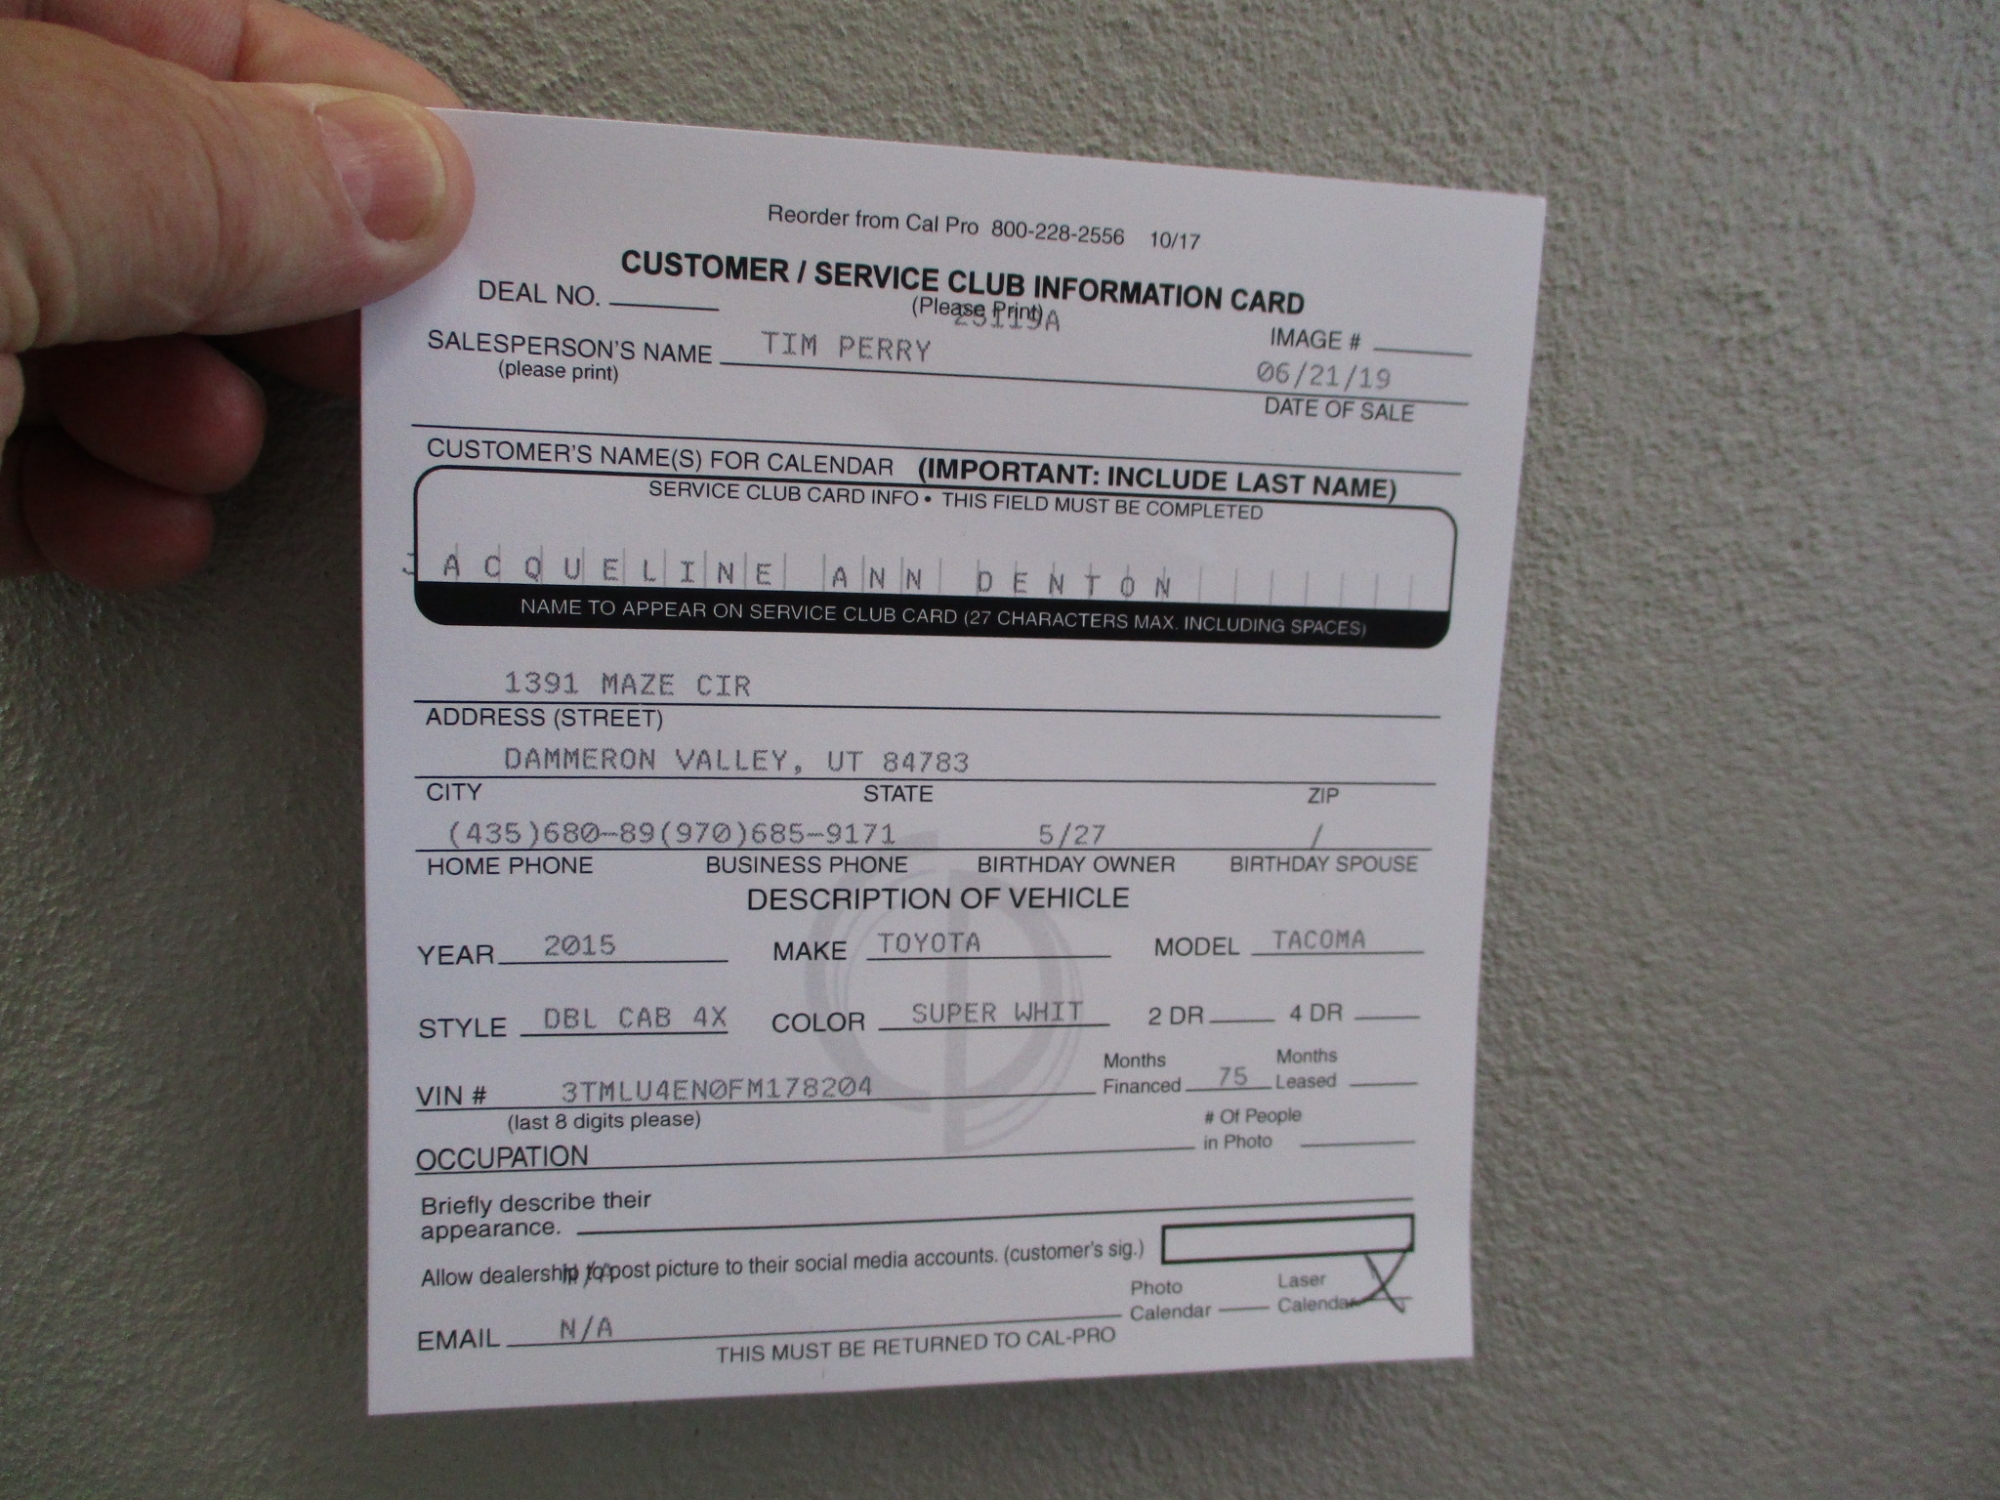 Reorder from Cal Pro 800-228-2556 10/17
CUSTOMER / SERVICE CLUB INFORMATION CARD
DEAL NO. (Please Print)
23119A
IMAGE #
SALESPERSON'S NAME TIM PERRY
(please print)
06/21/19
DATE OF SALE
CUSTOMER'S NAME(S) FOR CALENDAR (IMPORTANT: INCLUDE LAST NAME)
SERVICE CLUB CARD INFO • THIS FIELD MUST BE COMPLETED
JACQUELINE ANN DENTON
NAME TO APPEAR ON SERVICE CLUB CARD (27 CHARACTERS MAX. INCLUDING SPACES)
1391 MAZE CIR
ADDRESS (STREET)
DAMMERON VALLEY, UT 84783
CITY STATE ZIP
(435)680-89(970)685-9171 5/27 /
HOME PHONE BUSINESS PHONE BIRTHDAY OWNER BIRTHDAY SPOUSE
DESCRIPTION OF VEHICLE
YEAR 2015 MAKE TOYOTA MODEL TACOMA
STYLE DBL CAB 4X COLOR SUPER WHIT 2 DR 4 DR
VIN # 3TMLU4EN0FM178204 Months Financed 75 Months Leased
(last 8 digits please)
OCCUPATION # Of People in Photo
Briefly describe their
appearance.
Allow dealership to post picture to their social media accounts. (customer's sig.)
N/A
Photo Calendar Laser Calendar X
EMAIL N/A
THIS MUST BE RETURNED TO CAL-PRO